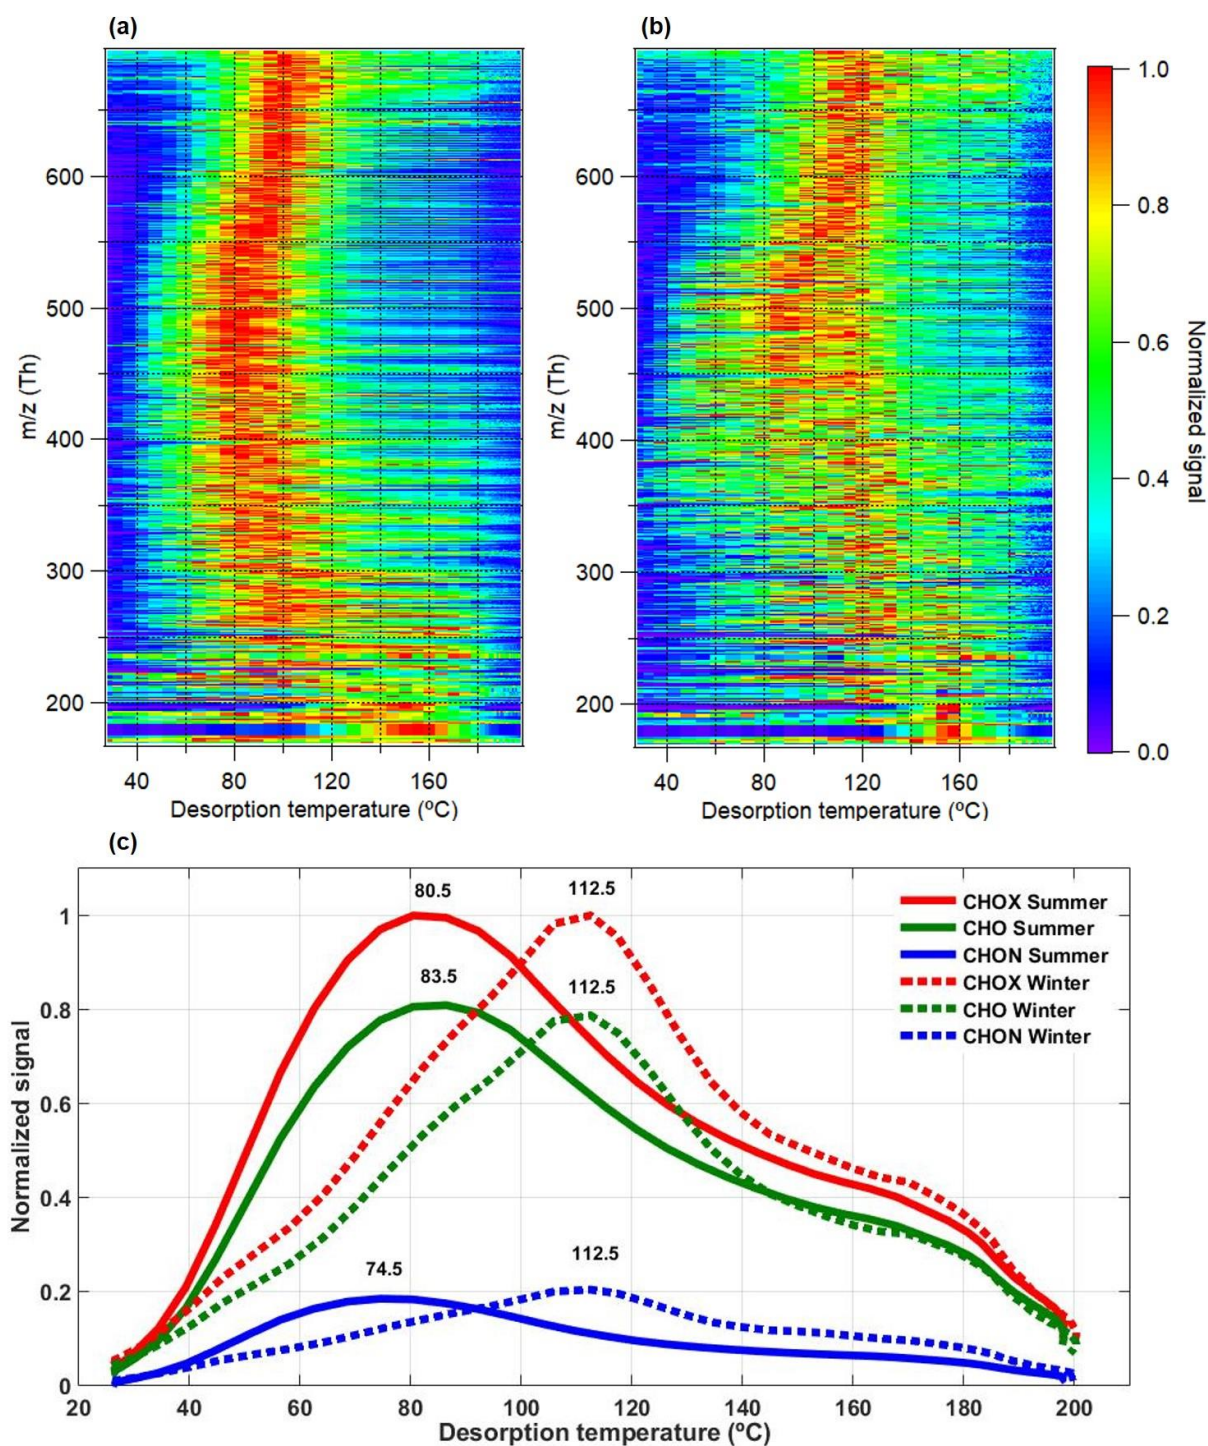 (a)
(b)
600
500
400
300
200
m/z (Th)
40 80 120 160
Desorption temperature (ºC)
600
500
400
300
200
m/z (Th)
40 80 120 160
Desorption temperature (ºC)
1.0
0.8
0.6
0.4
0.2
0.0
Normalized signal
(c)
80.5
112.5
83.5
112.5
74.5
112.5
CHOX Summer
CHO Summer
CHON Summer
CHOX Winter
CHO Winter
CHON Winter
1
0.8
0.6
0.4
0.2
0
Normalized signal
20 40 60 80 100 120 140 160 180 200
Desorption temperature (ºC)